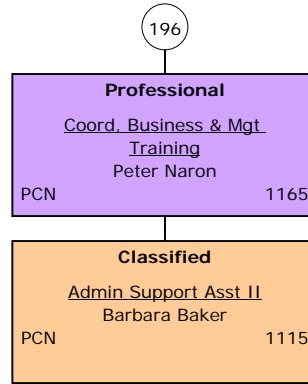 196
Professional
Coord, Business & Mgt
Training
Peter Naron
PCN 1165
Classified
Admin Support Asst II
Barbara Baker
PCN 1115